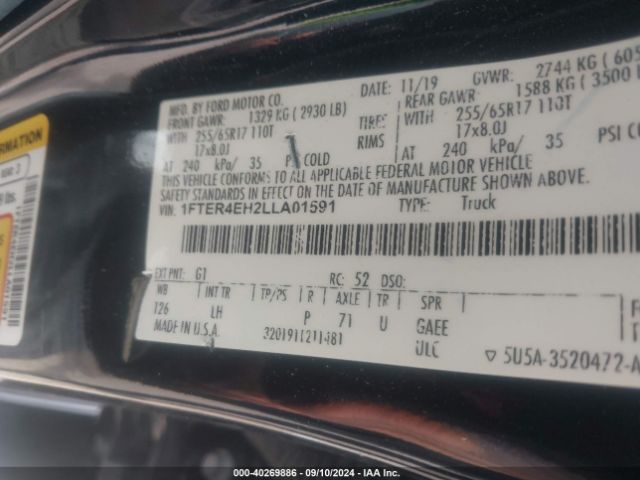 MFD. BY FORD MOTOR CO.
DATE: 11/19 GVWR: 2744 KG ( 605
FRONT GAWR: 1329 KG ( 2930 LB)
REAR GAWR: 1588 KG ( 3500 L
WITH 255/65R17 110T TIRES
WITH 255/65R17 110T
17x8.0J RIMS
17x8.0J
AT 240 kPa/ 35 PSI COLD
AT 240 kPa/ 35 PSI CO
THIS VEHICLE CONFORMS TO ALL APPLICABLE FEDERAL MOTOR VEHICLE
SAFETY STANDARDS IN EFFECT ON THE DATE OF MANUFACTURE SHOWN ABOVE.
VIN: 1FTER4EH2LLA01591 TYPE: Truck
EXT PNT: G1 RC: 52 DSO:
WB INT TR TP/PS R AXLE TR SPR
126 LH P 71 U GAEE
MADE IN U.S.A. ULC
▽ 5U5A-3520472-A
ORMATION
000-40269886 - 09/10/2024 - IAA Inc.